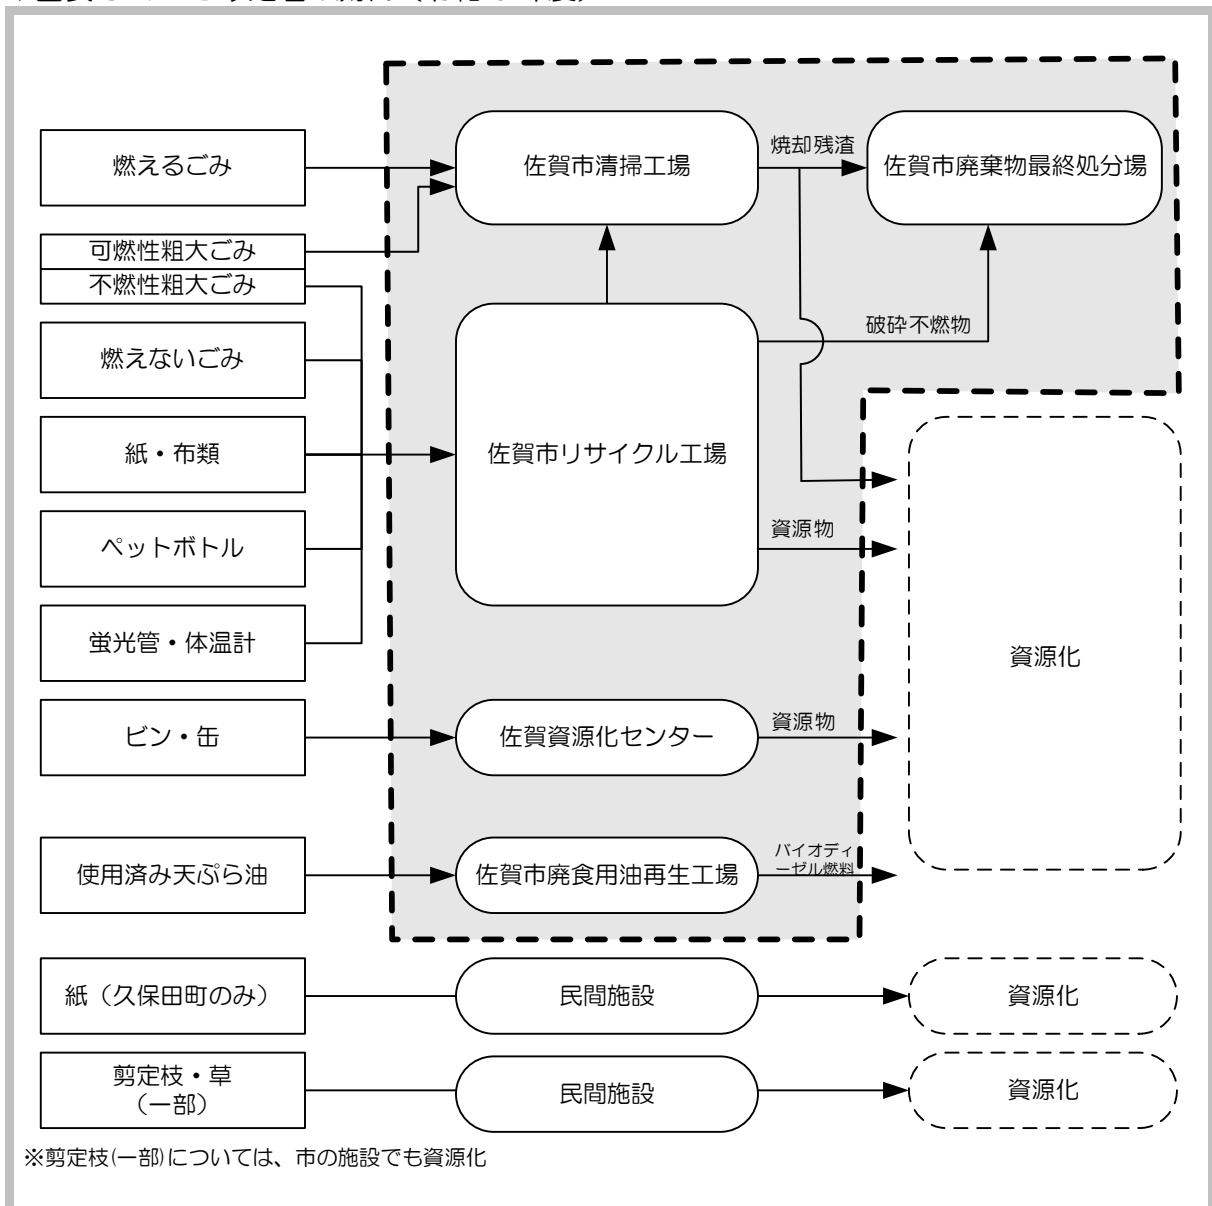 燃えるごみ
佐賀市清掃工場
焼却残渣
佐賀市廃棄物最終処分場
可燃性粗大ごみ
不燃性粗大ごみ
燃えないごみ
破砕不燃物
紙・布類
佐賀市リサイクル工場
ペットボトル
資源物
蛍光管・体温計
資源化
ビン・缶
佐賀資源化センター
資源物
使用済み天ぷら油
佐賀市廃食用油再生工場
バイオディ
ーゼル燃料
紙（久保田町のみ）
民間施設
資源化
剪定枝・草
（一部）
民間施設
資源化
※剪定枝(一部)については、市の施設でも資源化